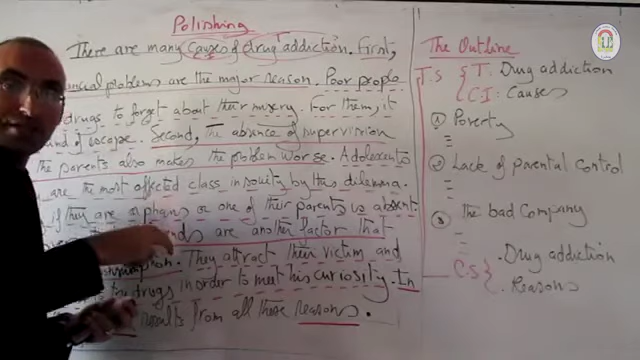 Polishing
There are many causes of drug addiction. First,
problems are the major reason. Poor people
drugs to forget about their misery. For them, it
of escape. Second, the absence of supervision
the parents also makes the problem worse. Adolescents
are the most affected class in society by this dilemma.
if they are orphans or one of their parents is absent
are another factor that
They attract their victim and
drugs in order to meet his curiosity. In
results from all these reasons.
The Outline
T.S { T: Drug addiction
C.I: Causes
① Poverty
② Lack of parental control
③ The bad Company
CS { . Drug addiction
. Reasons